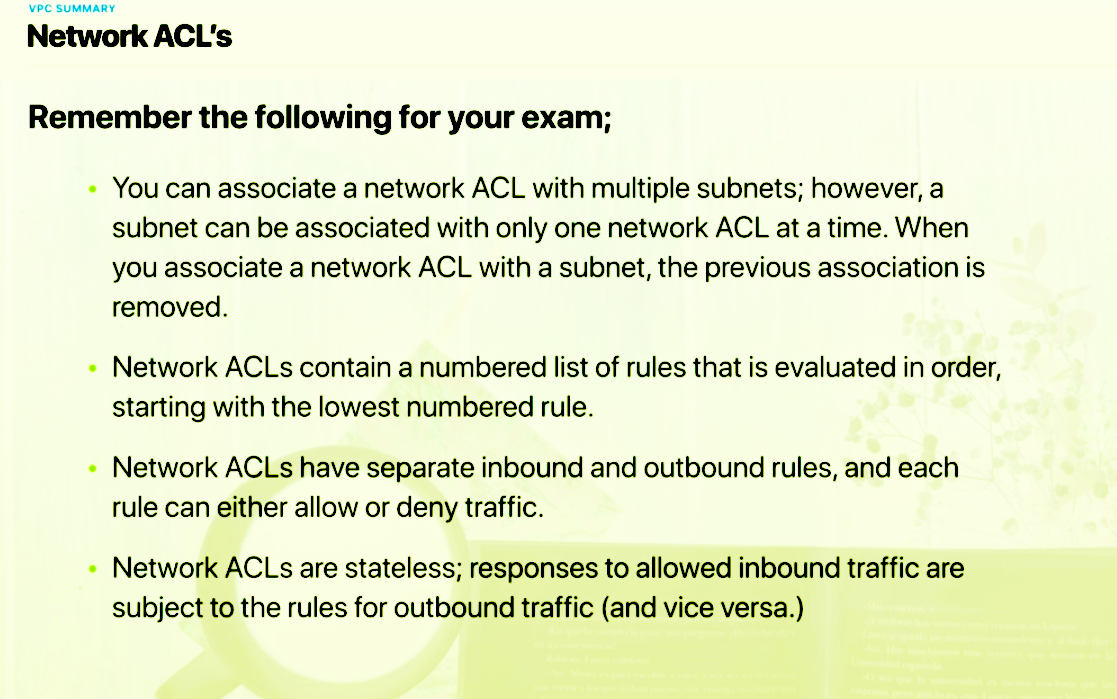 VPC SUMMARY
Network ACL's
Remember the following for your exam;
• You can associate a network ACL with multiple subnets; however, a
subnet can be associated with only one network ACL at a time. When
you associate a network ACL with a subnet, the previous association is
removed.
• Network ACLs contain a numbered list of rules that is evaluated in order,
starting with the lowest numbered rule.
• Network ACLs have separate inbound and outbound rules, and each
rule can either allow or deny traffic.
• Network ACLs are stateless; responses to allowed inbound traffic are
subject to the rules for outbound traffic (and vice versa.)